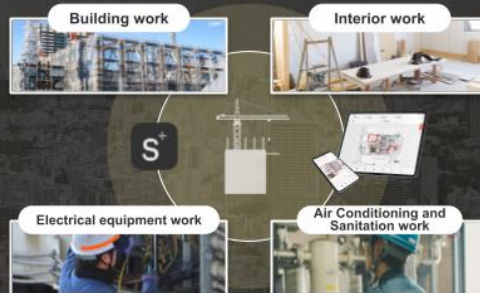 Building work
Interior work
S+
Electrical equipment work
Air Conditioning and
Sanitation work